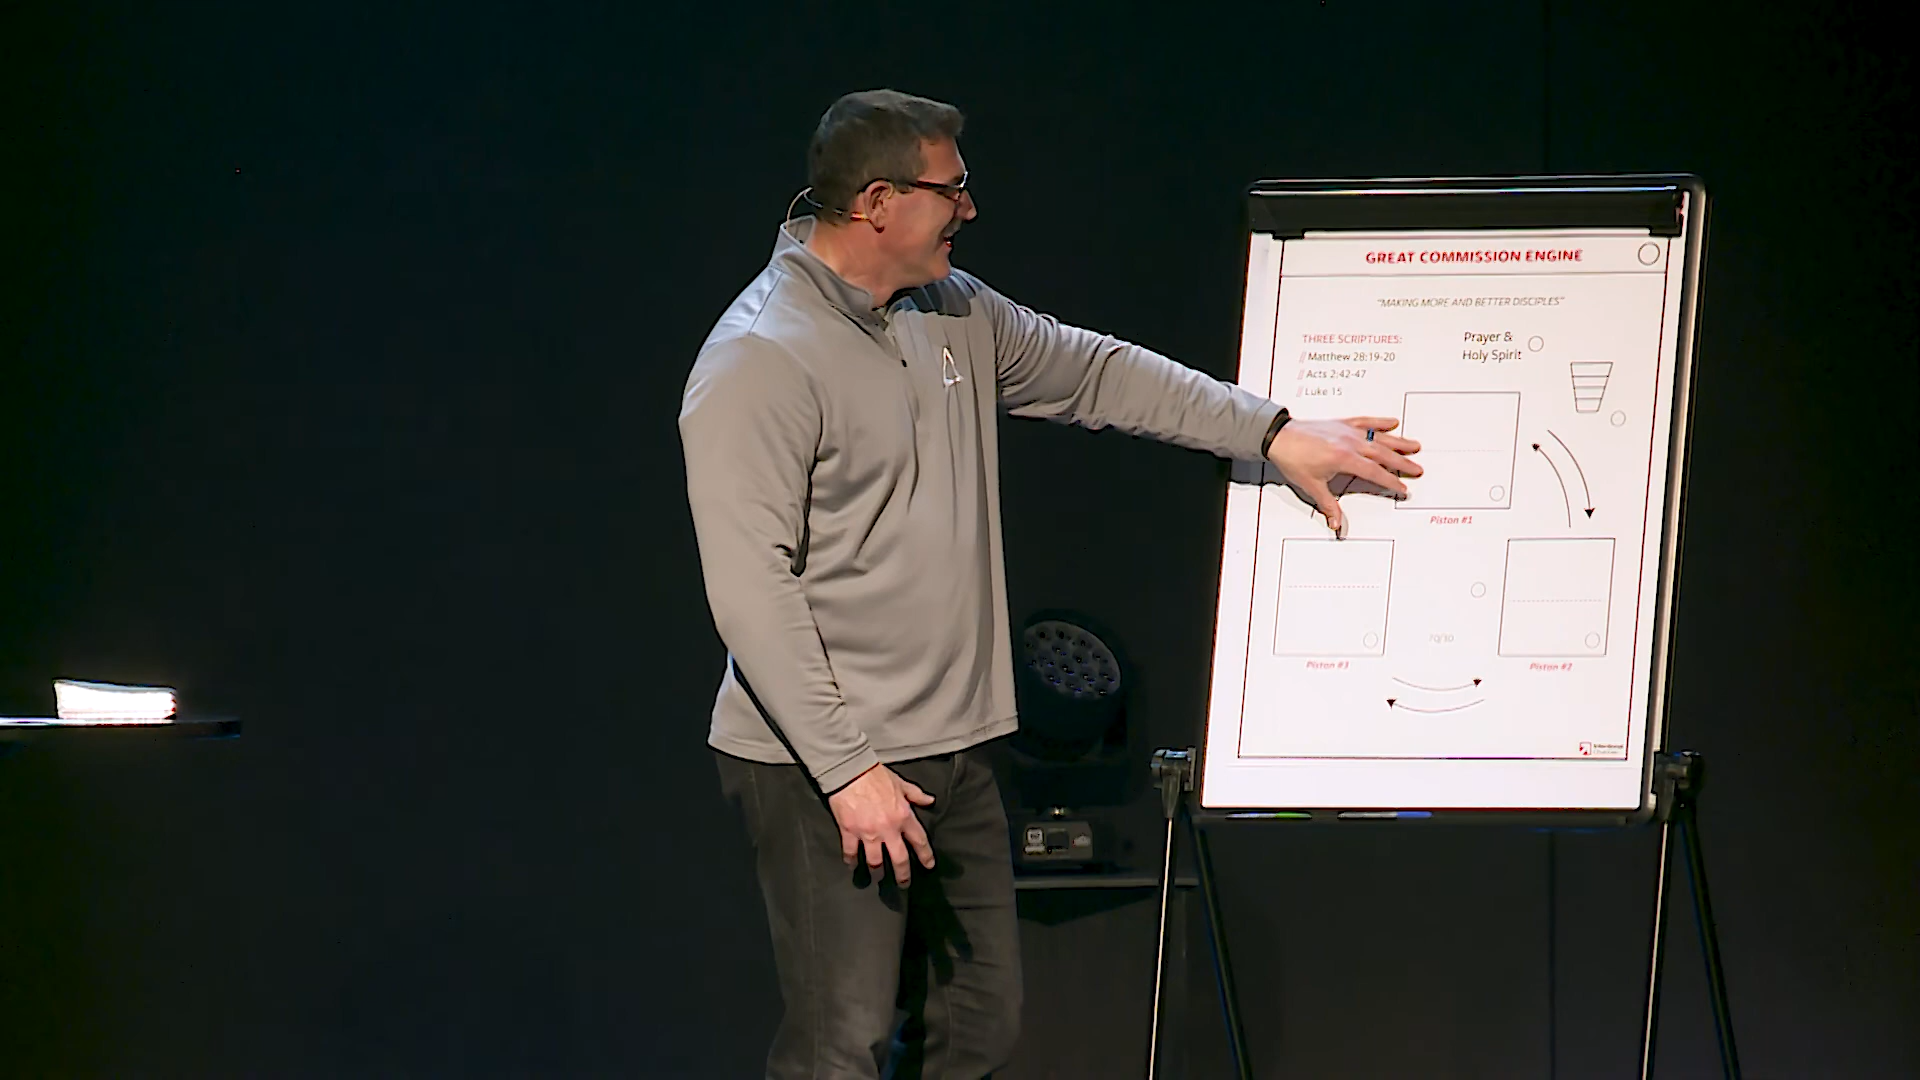 GREAT COMMISSION ENGINE
"MAKING MORE AND BETTER DISCIPLES"
THREE SCRIPTURES:
// Matthew 28:19-20
// Acts 2:42-47
// Luke 15
Prayer &
Holy Spirit
Piston #1
70/30
Piston #3
Piston #2